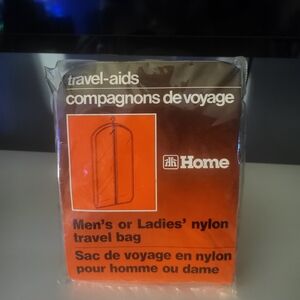 travel-aids
compagnons de voyage
Home
Men's or Ladies' nylon
travel bag
Sac de voyage en nylon
pour homme ou dame